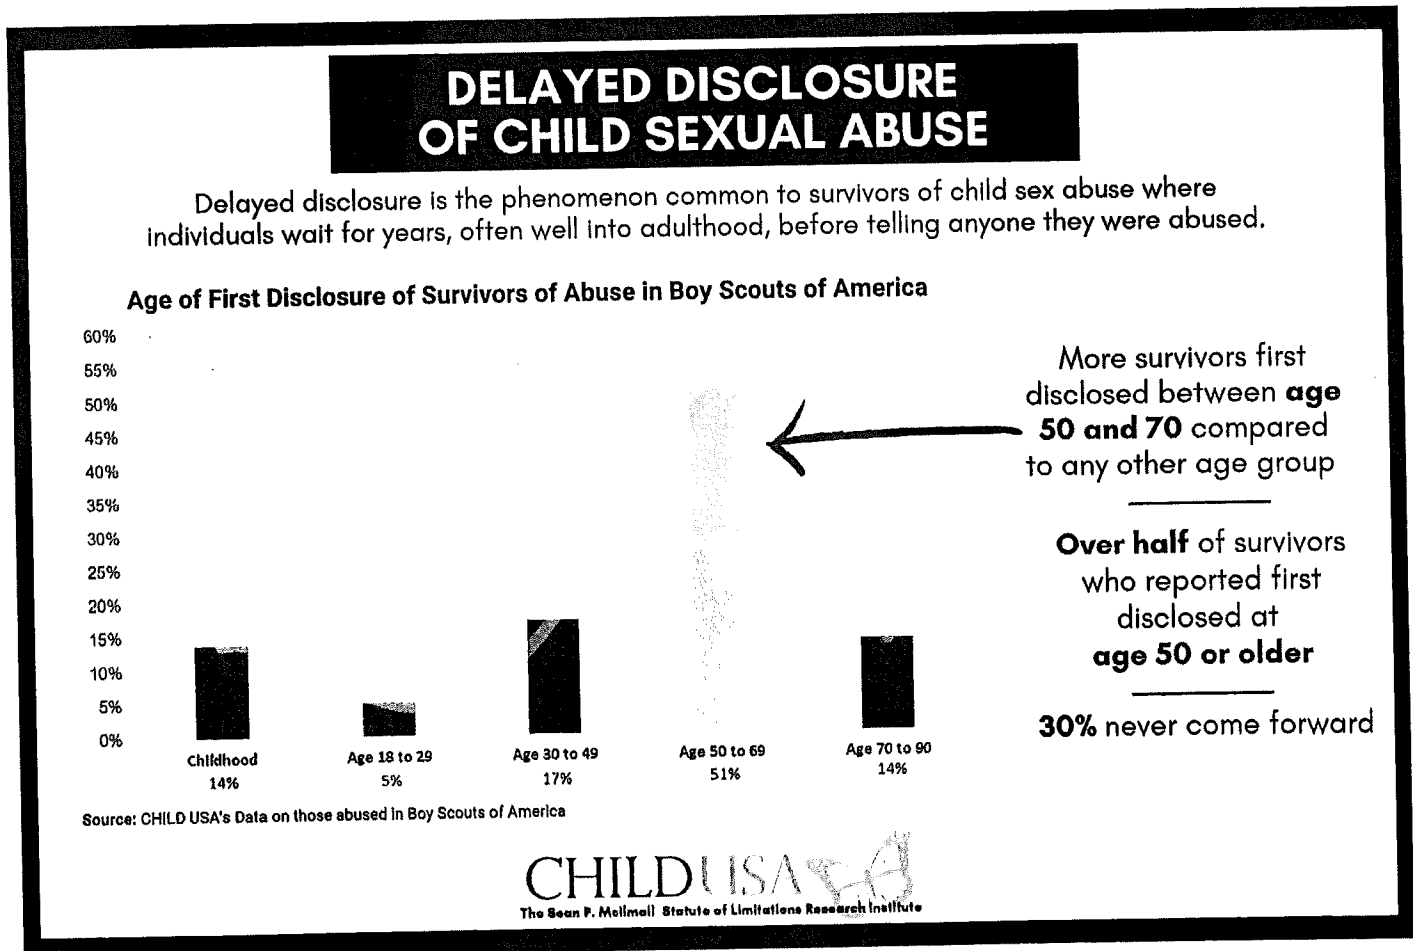 DELAYED DISCLOSURE
OF CHILD SEXUAL ABUSE
Delayed disclosure is the phenomenon common to survivors of child sex abuse where
individuals wait for years, often well into adulthood, before telling anyone they were abused.
Age of First Disclosure of Survivors of Abuse in Boy Scouts of America
60%
55%
50%
45%
40%
35%
30%
25%
20%
15%
10%
5%
0%
Childhood
14%
Age 18 to 29
5%
Age 30 to 49
17%
Age 50 to 69
51%
Age 70 to 90
14%
More survivors first
disclosed between age
50 and 70 compared
to any other age group
Over half of survivors
who reported first
disclosed at
age 50 or older
30% never come forward
Source: CHILD USA's Data on those abused in Boy Scouts of America
CHILD USA
The Sean P. McIlmail Statute of Limitations Research Institute